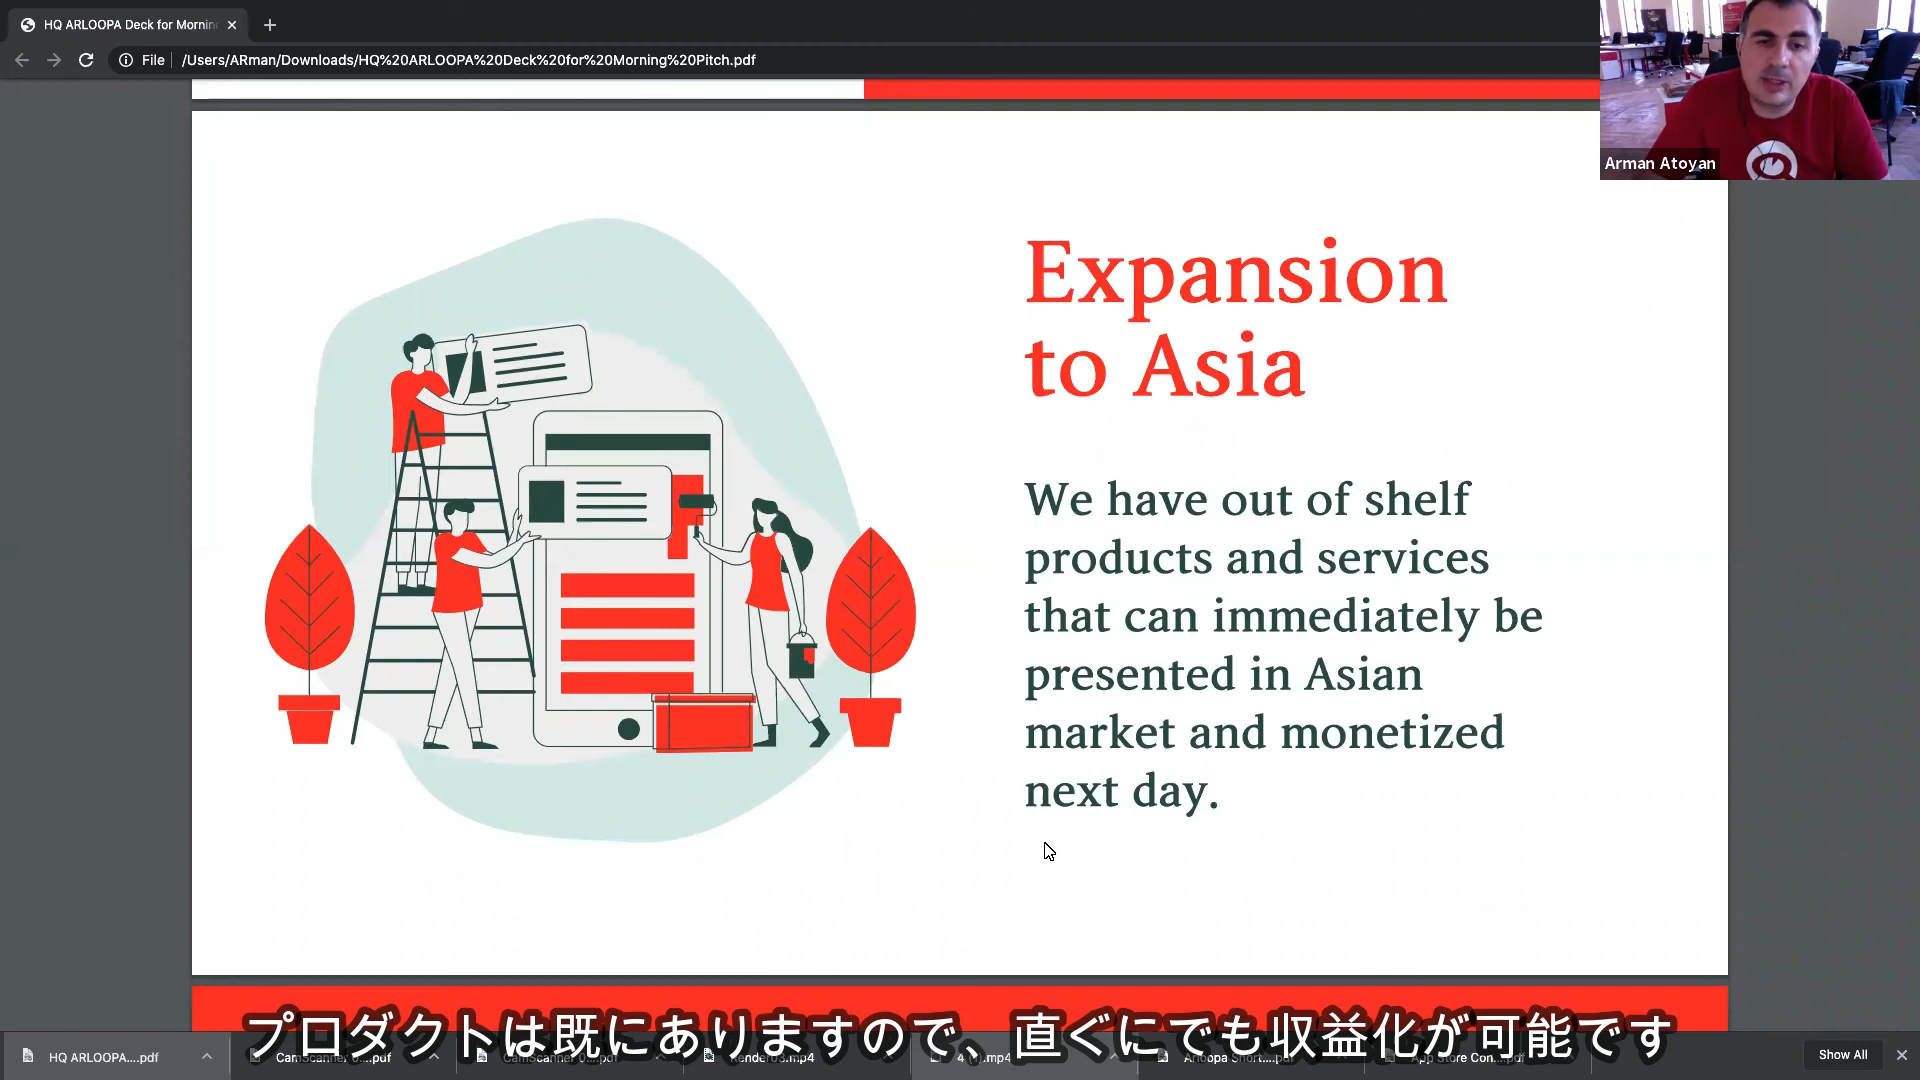 HQ ARLOOPA Deck for Mornin
File
/Users/ARman/Downloads/HQ%20ARLOOPA%20Deck%20for%20Morning%20Pitch.pdf
Arman Atoyan
Expansion
to Asia
We have out of shelf
products and services
that can immediately be
presented in Asian
market and monetized
next day.
プロダクトは既にありますので、直ぐにでも収益化が可能です
HQ ARLOOPA....pdf
Show All